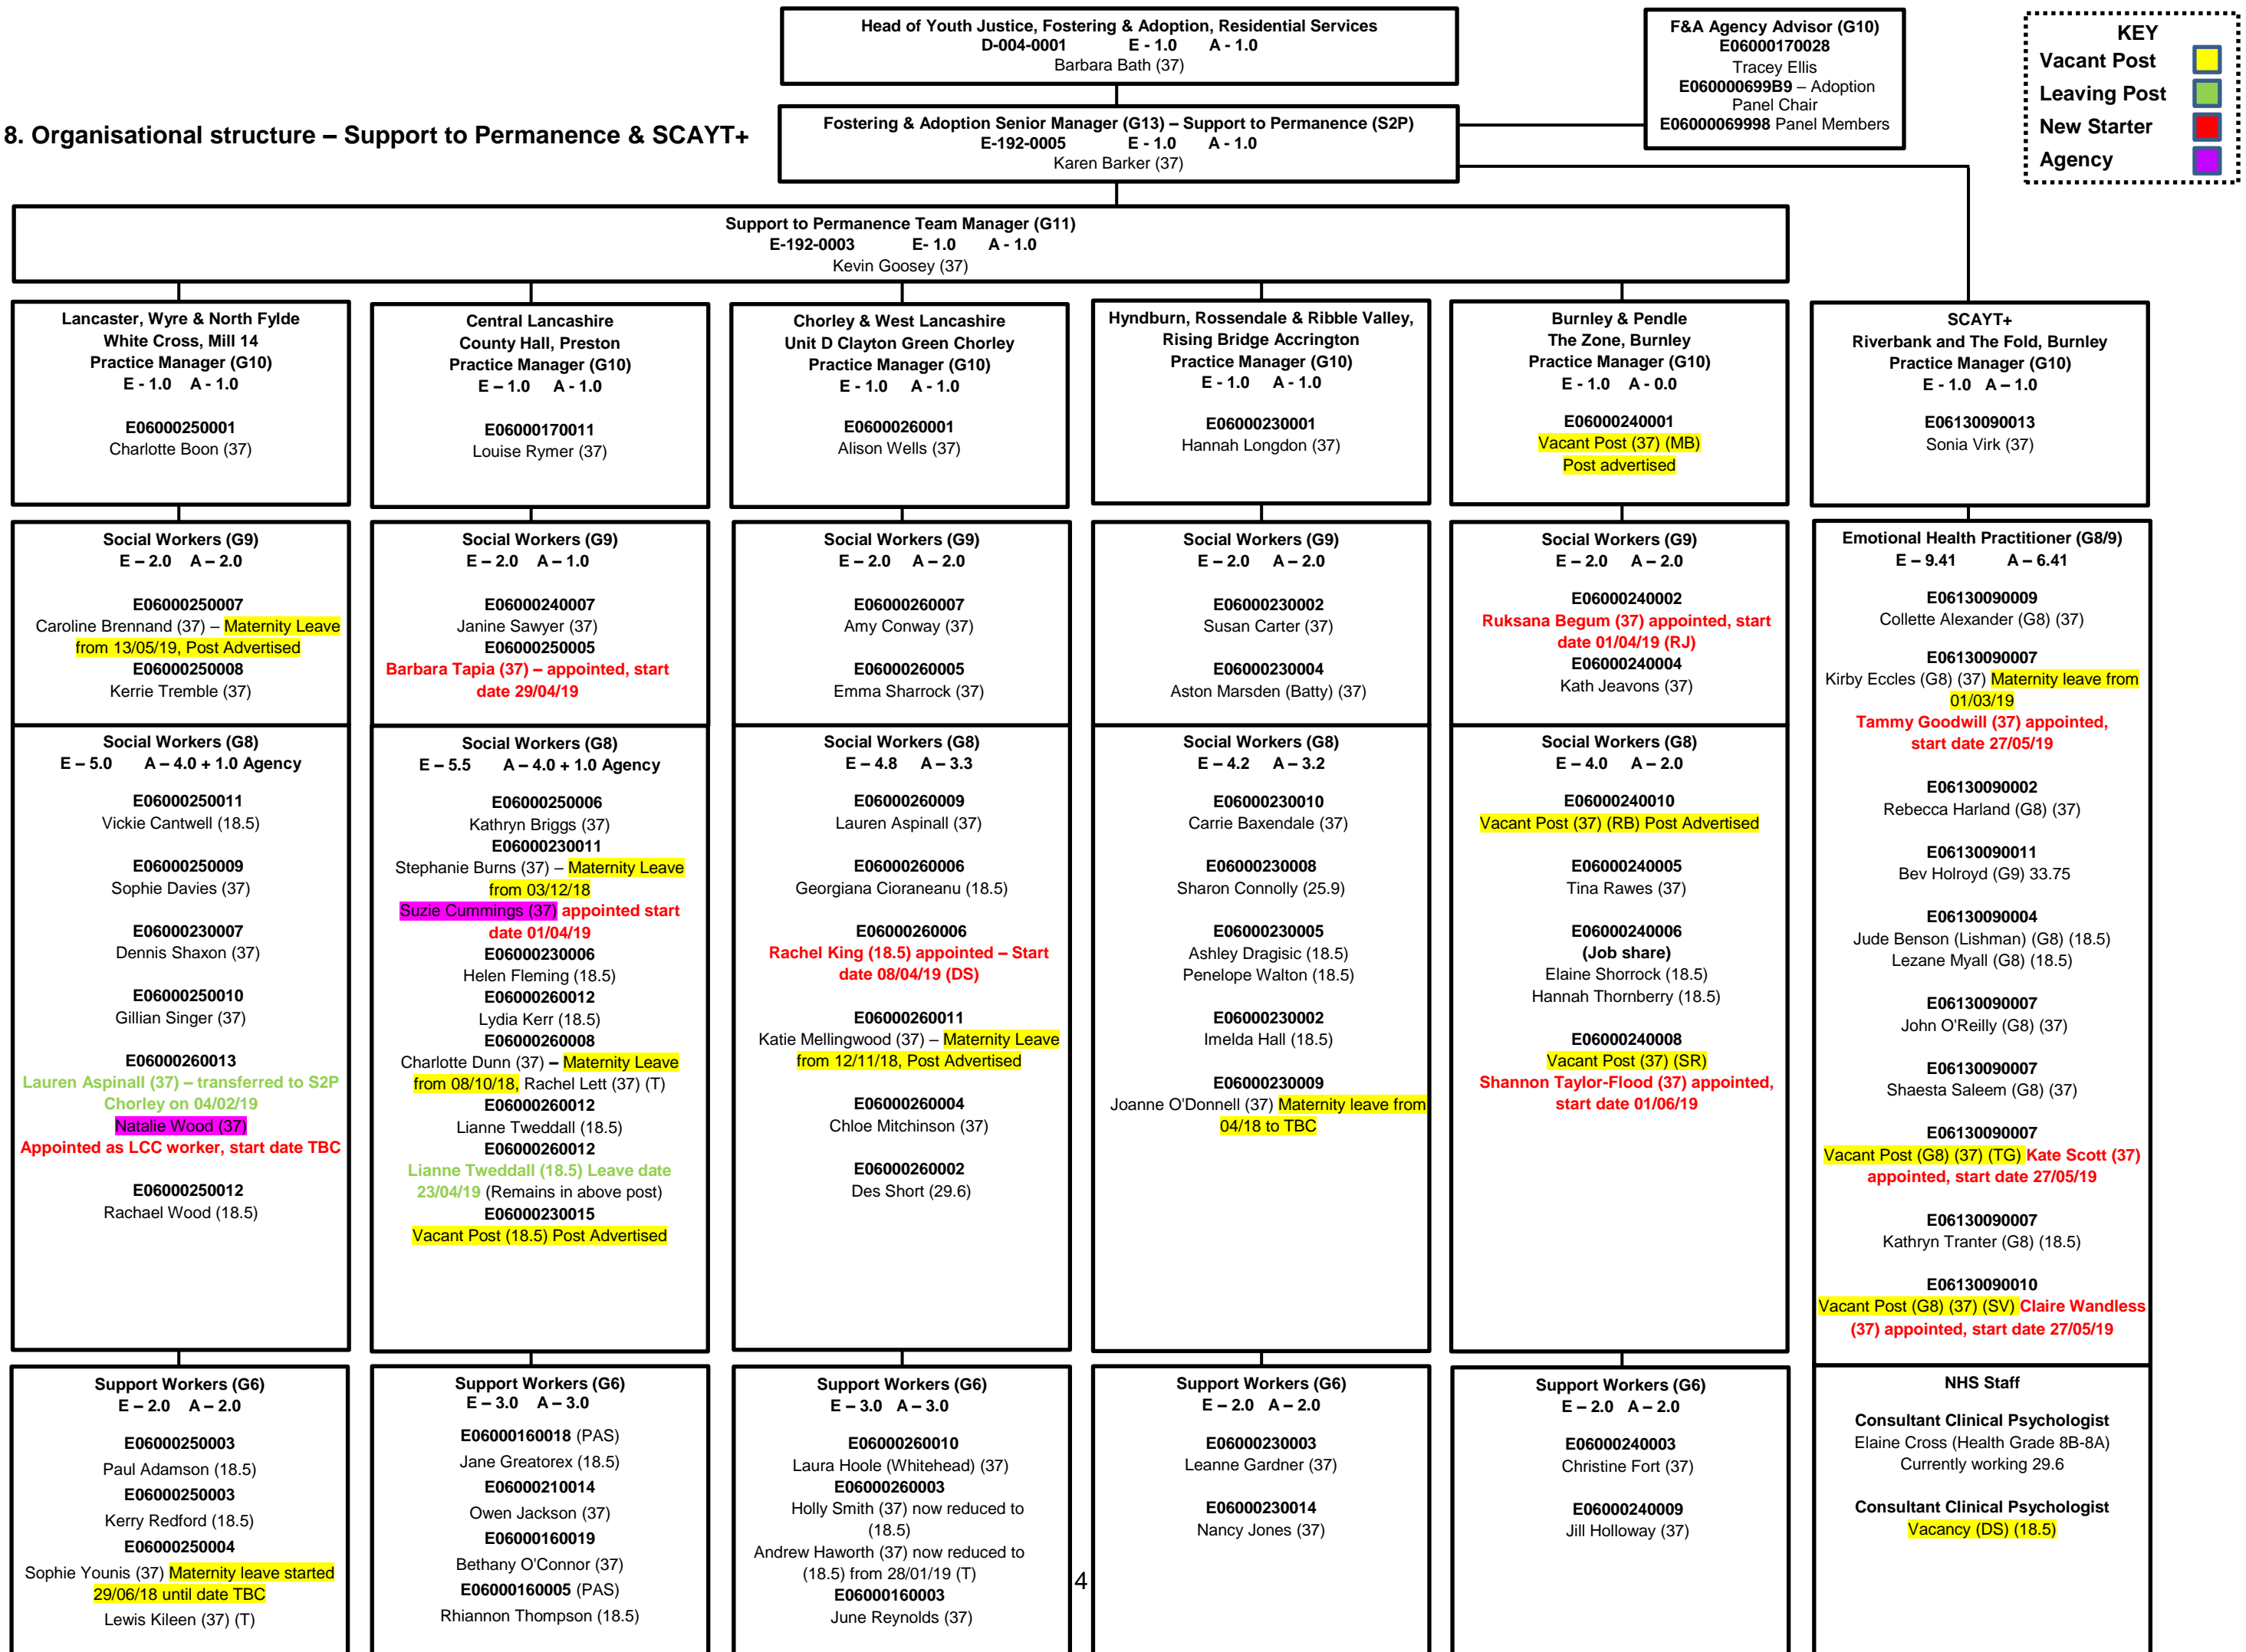 Head of Youth Justice, Fostering & Adoption, Residential Services
D-004-0001 E - 1.0 A - 1.0
Barbara Bath (37)
F&A Agency Advisor (G10)
E06000170028
Tracey Ellis
E060000699B9 – Adoption
Panel Chair
E06000069998 Panel Members
KEY
Vacant Post
Leaving Post
New Starter
Agency
8. Organisational structure – Support to Permanence & SCAYT+
Fostering & Adoption Senior Manager (G13) – Support to Permanence (S2P)
E-192-0005 E - 1.0 A - 1.0
Karen Barker (37)
Support to Permanence Team Manager (G11)
E-192-0003 E- 1.0 A - 1.0
Kevin Goosey (37)
Lancaster, Wyre & North Fylde
White Cross, Mill 14
Practice Manager (G10)
E - 1.0 A - 1.0
E06000250001
Charlotte Boon (37)
Central Lancashire
County Hall, Preston
Practice Manager (G10)
E – 1.0 A - 1.0
E06000170011
Louise Rymer (37)
Chorley & West Lancashire
Unit D Clayton Green Chorley
Practice Manager (G10)
E - 1.0 A - 1.0
E06000260001
Alison Wells (37)
Hyndburn, Rossendale & Ribble Valley,
Rising Bridge Accrington
Practice Manager (G10)
E - 1.0 A - 1.0
E06000230001
Hannah Longdon (37)
Burnley & Pendle
The Zone, Burnley
Practice Manager (G10)
E - 1.0 A - 0.0
E06000240001
Vacant Post (37) (MB)
Post advertised
SCAYT+
Riverbank and The Fold, Burnley
Practice Manager (G10)
E - 1.0 A – 1.0
E06130090013
Sonia Virk (37)
Social Workers (G9)
E – 2.0 A – 2.0
E06000250007
Caroline Brennand (37) – Maternity Leave
from 13/05/19, Post Advertised
E06000250008
Kerrie Tremble (37)
Social Workers (G9)
E – 2.0 A – 1.0
E06000240007
Janine Sawyer (37)
E06000250005
Barbara Tapia (37) – appointed, start
date 29/04/19
Social Workers (G9)
E – 2.0 A – 2.0
E06000260007
Amy Conway (37)
E06000260005
Emma Sharrock (37)
Social Workers (G9)
E – 2.0 A – 2.0
E06000230002
Susan Carter (37)
E06000230004
Aston Marsden (Batty) (37)
Social Workers (G9)
E – 2.0 A – 2.0
E06000240002
Ruksana Begum (37) appointed, start
date 01/04/19 (RJ)
E06000240004
Kath Jeavons (37)
Emotional Health Practitioner (G8/9)
E – 9.41 A – 6.41
E06130090009
Collette Alexander (G8) (37)
E06130090007
Kirby Eccles (G8) (37) Maternity leave from
01/03/19
Tammy Goodwill (37) appointed,
start date 27/05/19
E06130090002
Rebecca Harland (G8) (37)
E06130090011
Bev Holroyd (G9) 33.75
E06130090004
Jude Benson (Lishman) (G8) (18.5)
Lezane Myall (G8) (18.5)
E06130090007
John O'Reilly (G8) (37)
E06130090007
Shaesta Saleem (G8) (37)
E06130090007
Vacant Post (G8) (37) (TG) Kate Scott (37)
appointed, start date 27/05/19
E06130090007
Kathryn Tranter (G8) (18.5)
E06130090010
Vacant Post (G8) (37) (SV) Claire Wandless
(37) appointed, start date 27/05/19
Social Workers (G8)
E – 5.0 A – 4.0 + 1.0 Agency
E06000250011
Vickie Cantwell (18.5)
E06000250009
Sophie Davies (37)
E06000230007
Dennis Shaxon (37)
E06000250010
Gillian Singer (37)
E06000260013
Lauren Aspinall (37) – transferred to S2P
Chorley on 04/02/19
Natalie Wood (37)
Appointed as LCC worker, start date TBC
E06000250012
Rachael Wood (18.5)
Social Workers (G8)
E – 5.5 A – 4.0 + 1.0 Agency
E06000250006
Kathryn Briggs (37)
E06000230011
Stephanie Burns (37) – Maternity Leave
from 03/12/18
Suzie Cummings (37) appointed start
date 01/04/19
E06000230006
Helen Fleming (18.5)
E06000260012
Lydia Kerr (18.5)
E06000260008
Charlotte Dunn (37) – Maternity Leave
from 08/10/18, Rachel Lett (37) (T)
E06000260012
Lianne Tweddall (18.5)
E06000260012
Lianne Tweddall (18.5) Leave date
23/04/19 (Remains in above post)
E06000230015
Vacant Post (18.5) Post Advertised
Social Workers (G8)
E – 4.8 A – 3.3
E06000260009
Lauren Aspinall (37)
E06000260006
Georgiana Cioraneanu (18.5)
E06000260006
Rachel King (18.5) appointed – Start
date 08/04/19 (DS)
E06000260011
Katie Mellingwood (37) – Maternity Leave
from 12/11/18, Post Advertised
E06000260004
Chloe Mitchinson (37)
E06000260002
Des Short (29.6)
Social Workers (G8)
E – 4.2 A – 3.2
E06000230010
Carrie Baxendale (37)
E06000230008
Sharon Connolly (25.9)
E06000230005
Ashley Dragisic (18.5)
Penelope Walton (18.5)
E06000230002
Imelda Hall (18.5)
E06000230009
Joanne O'Donnell (37) Maternity leave from
04/18 to TBC
Social Workers (G8)
E – 4.0 A – 2.0
E06000240010
Vacant Post (37) (RB) Post Advertised
E06000240005
Tina Rawes (37)
E06000240006
(Job share)
Elaine Shorrock (18.5)
Hannah Thornberry (18.5)
E06000240008
Vacant Post (37) (SR)
Shannon Taylor-Flood (37) appointed,
start date 01/06/19
Support Workers (G6)
E – 2.0 A – 2.0
E06000250003
Paul Adamson (18.5)
E06000250003
Kerry Redford (18.5)
E06000250004
Sophie Younis (37) Maternity leave started
29/06/18 until date TBC
Lewis Kileen (37) (T)
Support Workers (G6)
E – 3.0 A – 3.0
E06000160018 (PAS)
Jane Greatorex (18.5)
E06000210014
Owen Jackson (37)
E06000160019
Bethany O'Connor (37)
E06000160005 (PAS)
Rhiannon Thompson (18.5)
Support Workers (G6)
E – 3.0 A – 3.0
E06000260010
Laura Hoole (Whitehead) (37)
E06000260003
Holly Smith (37) now reduced to
(18.5)
Andrew Haworth (37) now reduced to
(18.5) from 28/01/19 (T)
E06000160003
June Reynolds (37)
4
Support Workers (G6)
E – 2.0 A – 2.0
E06000230003
Leanne Gardner (37)
E06000230014
Nancy Jones (37)
Support Workers (G6)
E – 2.0 A – 2.0
E06000240003
Christine Fort (37)
E06000240009
Jill Holloway (37)
NHS Staff
Consultant Clinical Psychologist
Elaine Cross (Health Grade 8B-8A)
Currently working 29.6
Consultant Clinical Psychologist
Vacancy (DS) (18.5)